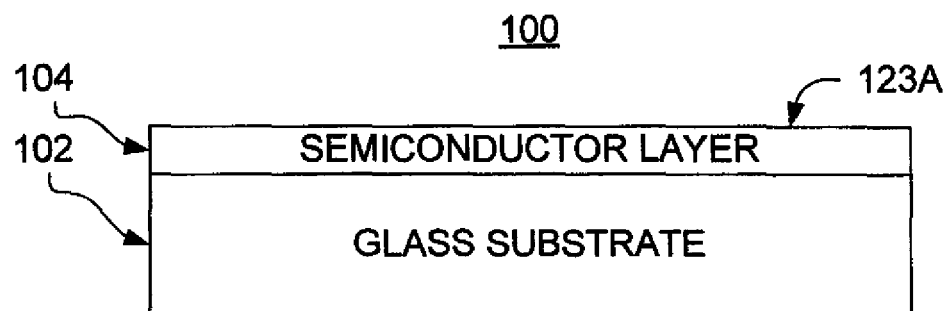 100
104
123A
SEMICONDUCTOR LAYER
102
GLASS SUBSTRATE